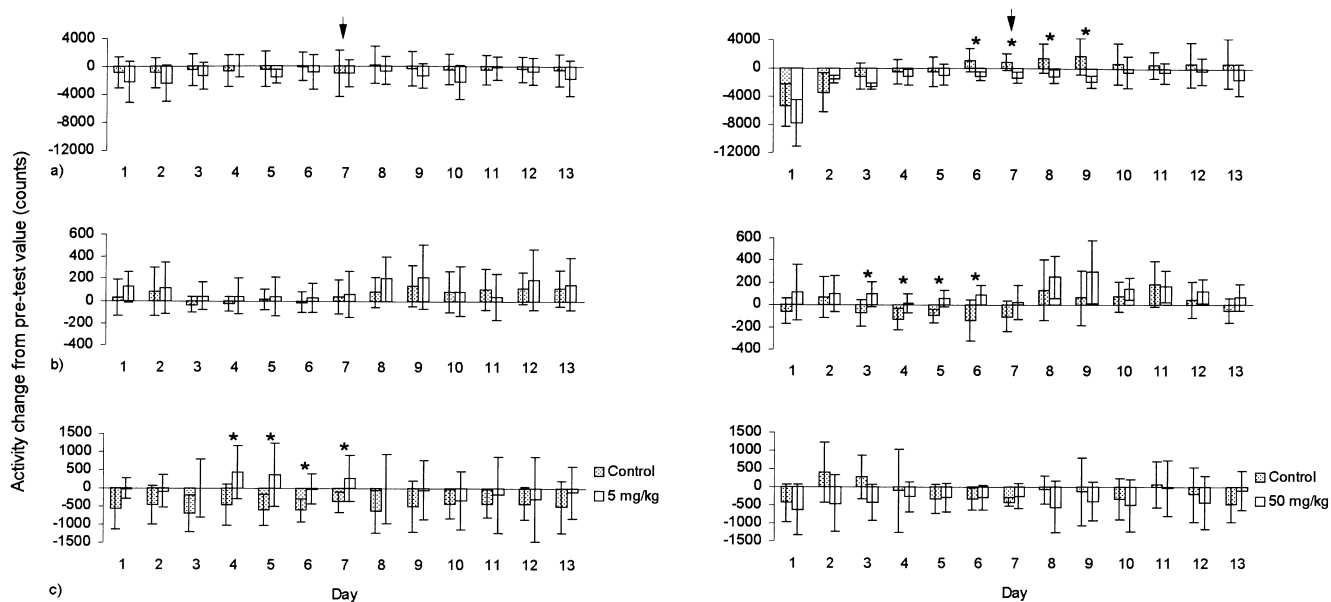 Activity change from pre-test value (counts)
4000
0
-4000
-8000
-12000
a)
1 2 3 4 5 6 7 8 9 10 11 12 13
4000
0
-4000
-8000
-12000
* * * *
1 2 3 4 5 6 7 8 9 10 11 12 13
600
400
200
0
-200
-400
b)
1 2 3 4 5 6 7 8 9 10 11 12 13
600
400
200
0
-200
-400
* * * *
1 2 3 4 5 6 7 8 9 10 11 12 13
1500
1000
500
0
-500
-1000
-1500
* * * *
Control
5 mg/kg
1 2 3 4 5 6 7 8 9 10 11 12 13
c)
Day
1500
1000
500
0
-500
-1000
-1500
Control
50 mg/kg
1 2 3 4 5 6 7 8 9 10 11 12 13
Day